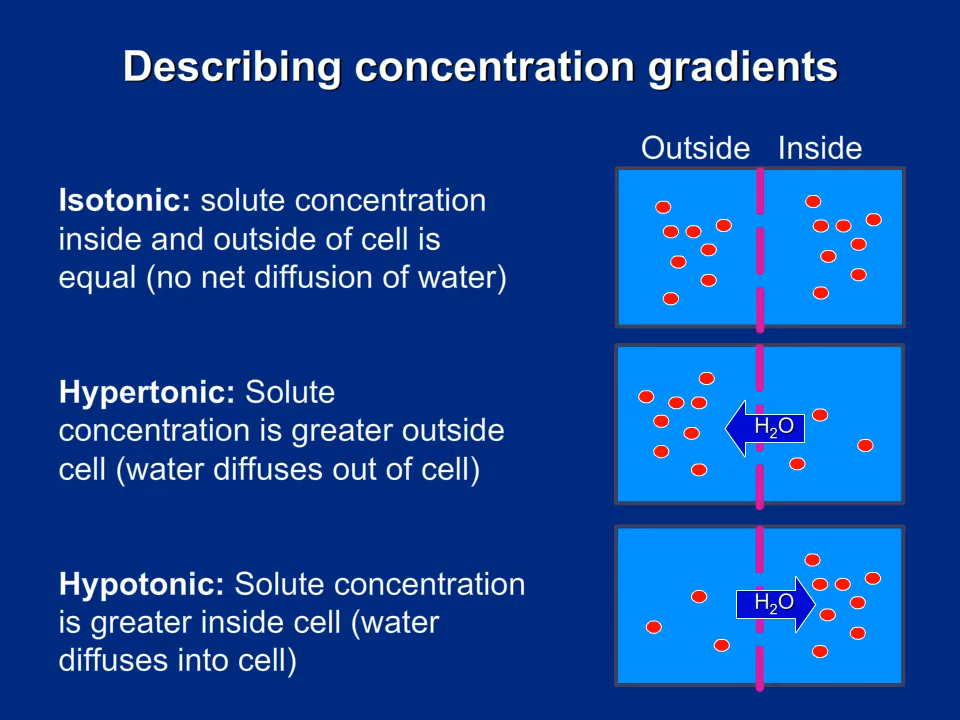 Describing concentration gradients
Outside Inside
Isotonic: solute concentration
inside and outside of cell is
equal (no net diffusion of water)
Hypertonic: Solute
concentration is greater outside
cell (water diffuses out of cell)
H₂O
Hypotonic: Solute concentration
is greater inside cell (water
diffuses into cell)
H₂O